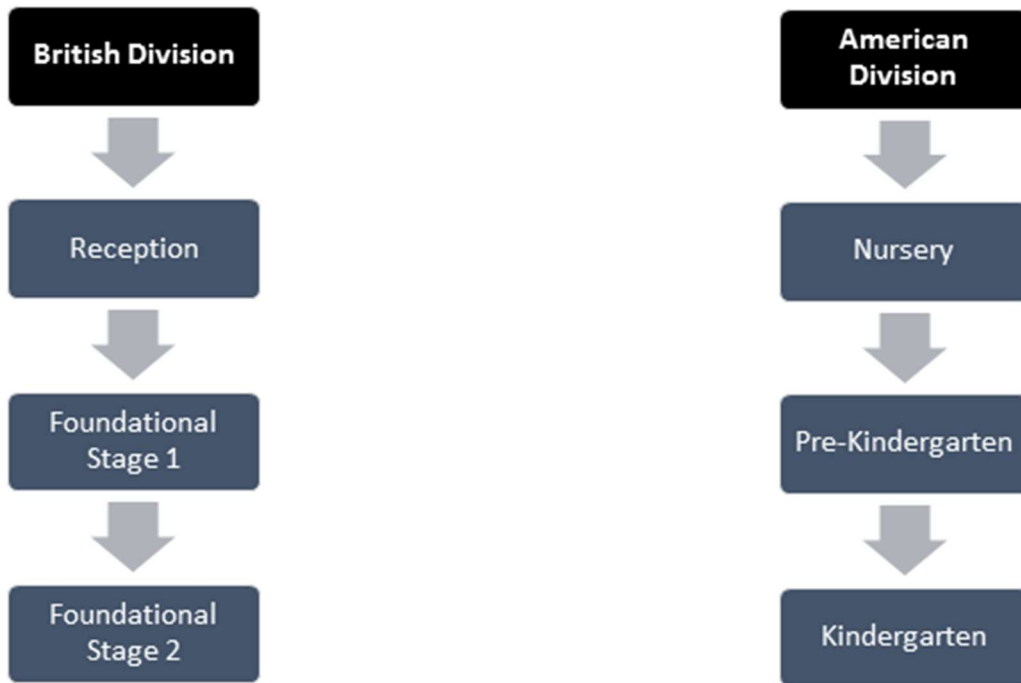 British Division
Reception
Foundational
Stage 1
Foundational
Stage 2
American
Division
Nursery
Pre-Kindergarten
Kindergarten